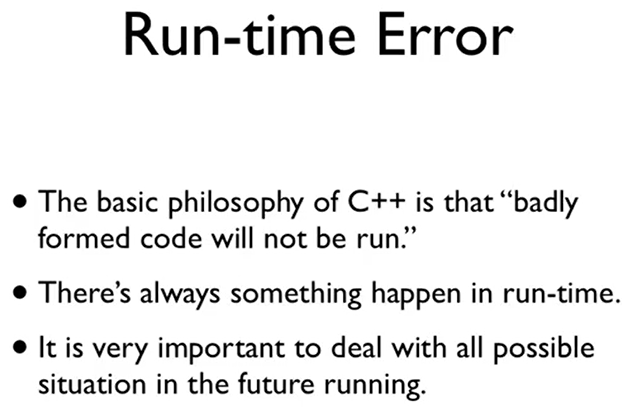 Run-time Error
• The basic philosophy of C++ is that “badly
formed code will not be run.”
• There’s always something happen in run-time.
• It is very important to deal with all possible
situation in the future running.